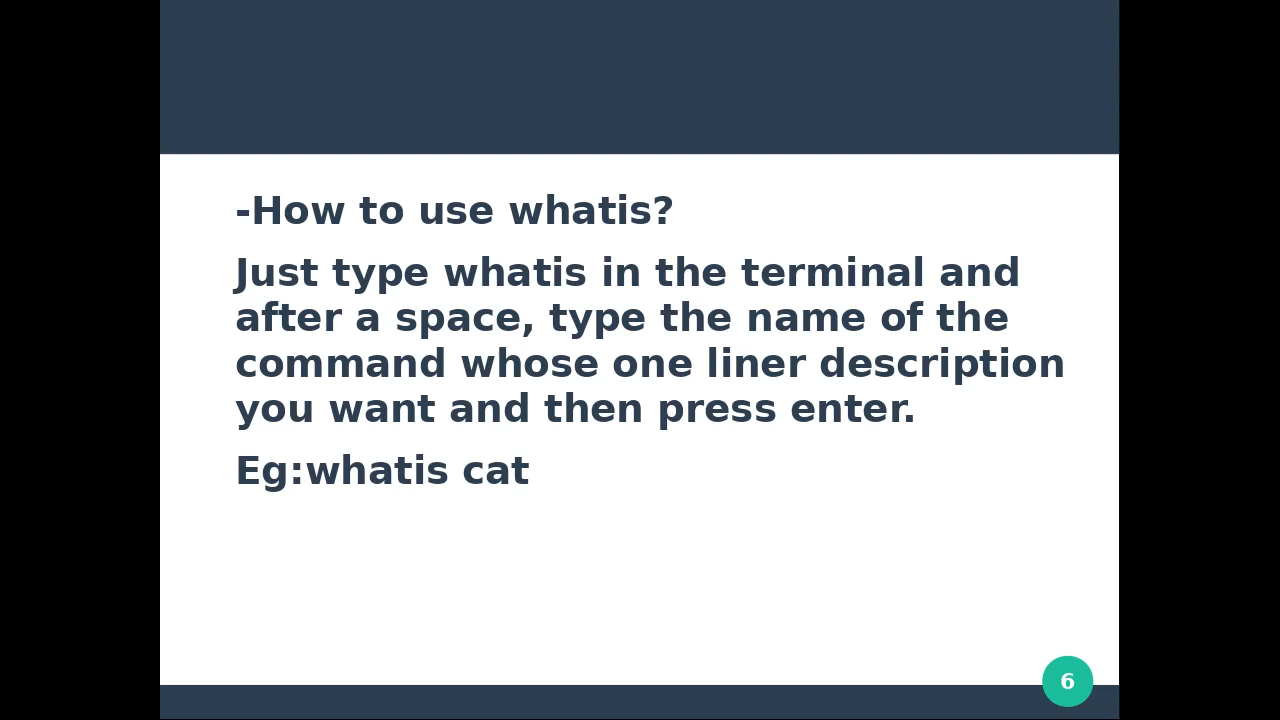 -How to use whatis?
Just type whatis in the terminal and
after a space, type the name of the
command whose one liner description
you want and then press enter.
Eg:whatis cat
6